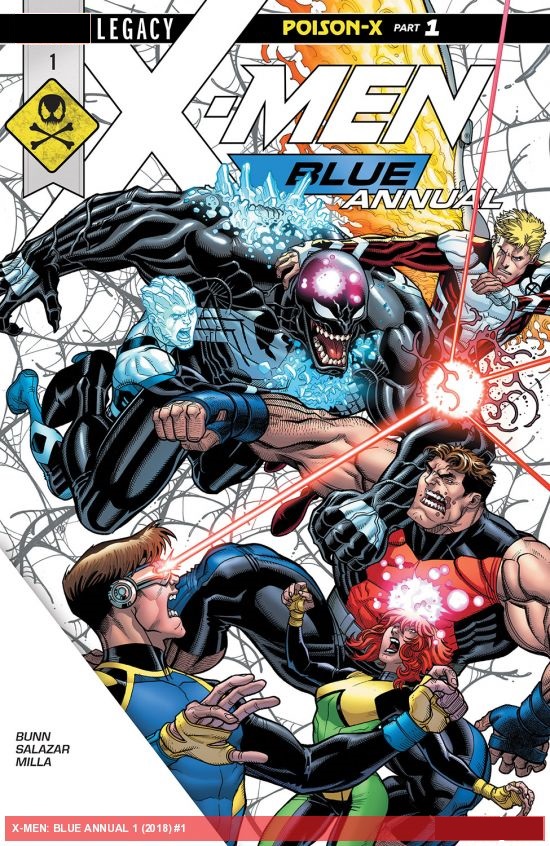 LEGACY
POISON-X PART 1
1
X-MEN
BLUE
ANNUAL
BUNN
SALAZAR
MILLA
X-MEN: BLUE ANNUAL 1 (2018) #1